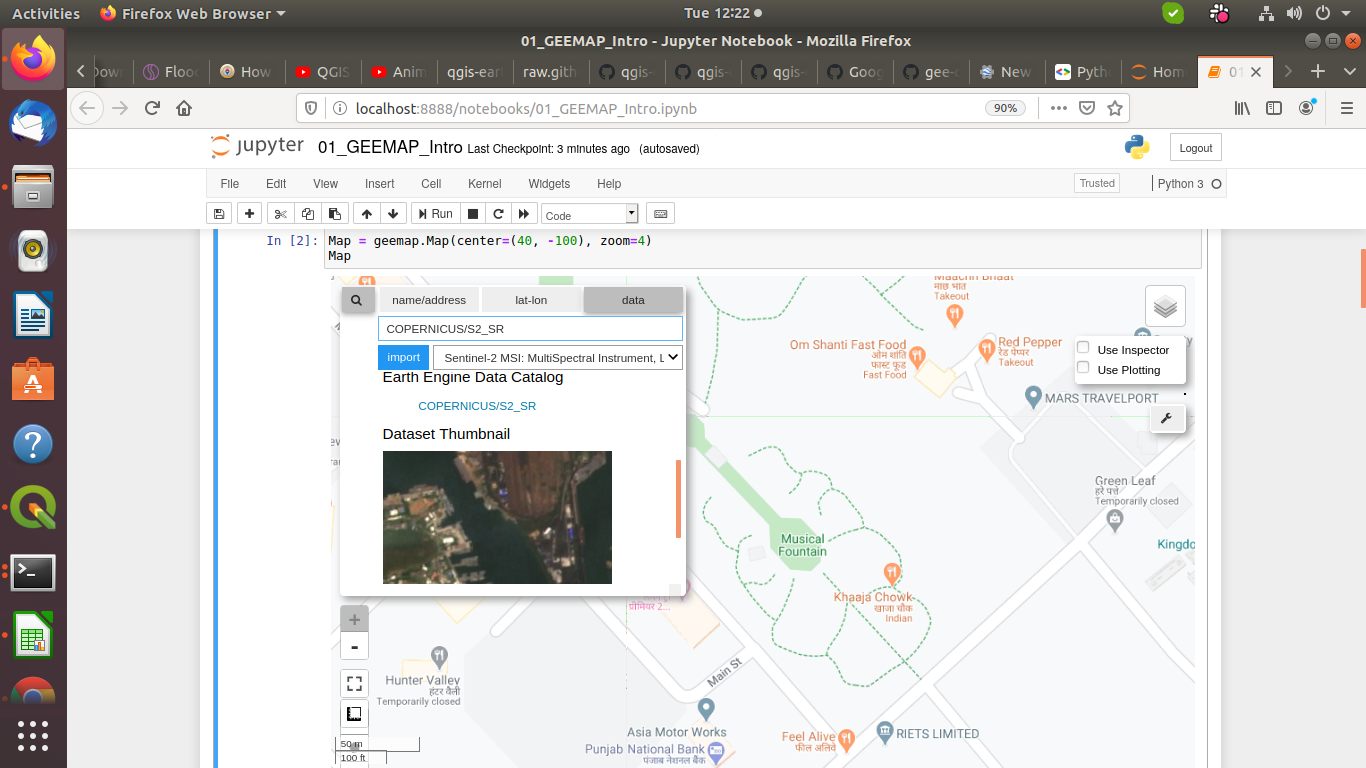 Activities Firefox Web Browser Tue 12:22
01_GEEMAP_Intro - Jupyter Notebook - Mozilla Firefox
Dow Flood How QGIS Anim qgis-ear raw.gith qgis- qgis- qgis- Goog gee- New Pyth Hom 01
localhost:8888/notebooks/01_GEEMAP_Intro.ipynb 90%
jupyter 01_GEEMAP_Intro Last Checkpoint: 3 minutes ago (autosaved) Logout
File Edit View Insert Cell Kernel Widgets Help Trusted Python 3
Run Code
In [2]: Map = geemap.Map(center=(40, -100), zoom=4)
Map
name/address lat-lon data
COPERNICUS/S2_SR
import Sentinel-2 MSI: MultiSpectral Instrument, L
Earth Engine Data Catalog
COPERNICUS/S2_SR
Dataset Thumbnail
Maachh Bhaat
माछ भात
Takeout
Om Shanti Fast Food
ओम शांति
फास्ट फूड
Fast Food
Red Pepper
रेड पेप्पर
Takeout
Use Inspector
Use Plotting
MARS TRAVELPORT
Green Leaf
हरे पत्ते
Temporarily closed
Musical
Fountain
Kingdo
Khaaja Chowk
खाजा चौक
Indian
प्रीमियर 2...
+
-
Main St
Hunter Valley
हंटर वैली
Temporarily closed
Asia Motor Works
Punjab National Bank
पंजाब नेशनल बैंक
Feel Alive
फील अलिवे
RIETS LIMITED
50 m
100 ft